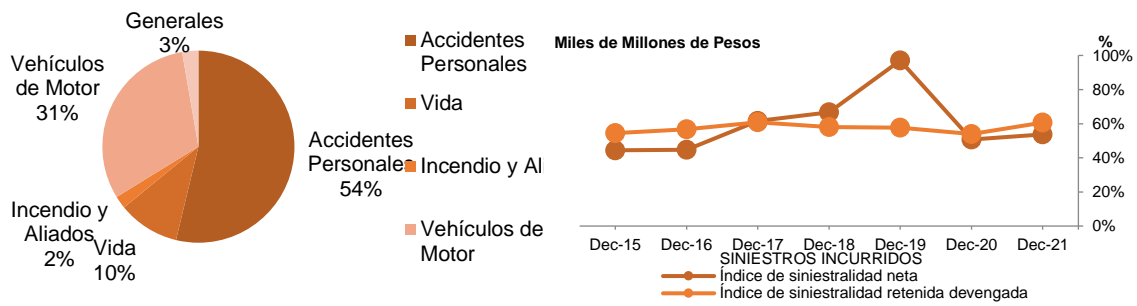 Generales
3%
Vehículos
de Motor
31%
Accidentes
Personales
54%
Incendio y
Aliados
2%
Vida
10%
Accidentes
Personales
Vida
Incendio y Al
Vehículos de
Motor
Miles de Millones de Pesos
%
100%
80%
60%
40%
20%
0%
Dec-15 Dec-16 Dec-17 Dec-18 Dec-19 Dec-20 Dec-21
SINIESTROS INCURRIDOS
Índice de siniestralidad neta
Índice de siniestralidad retenida devengada